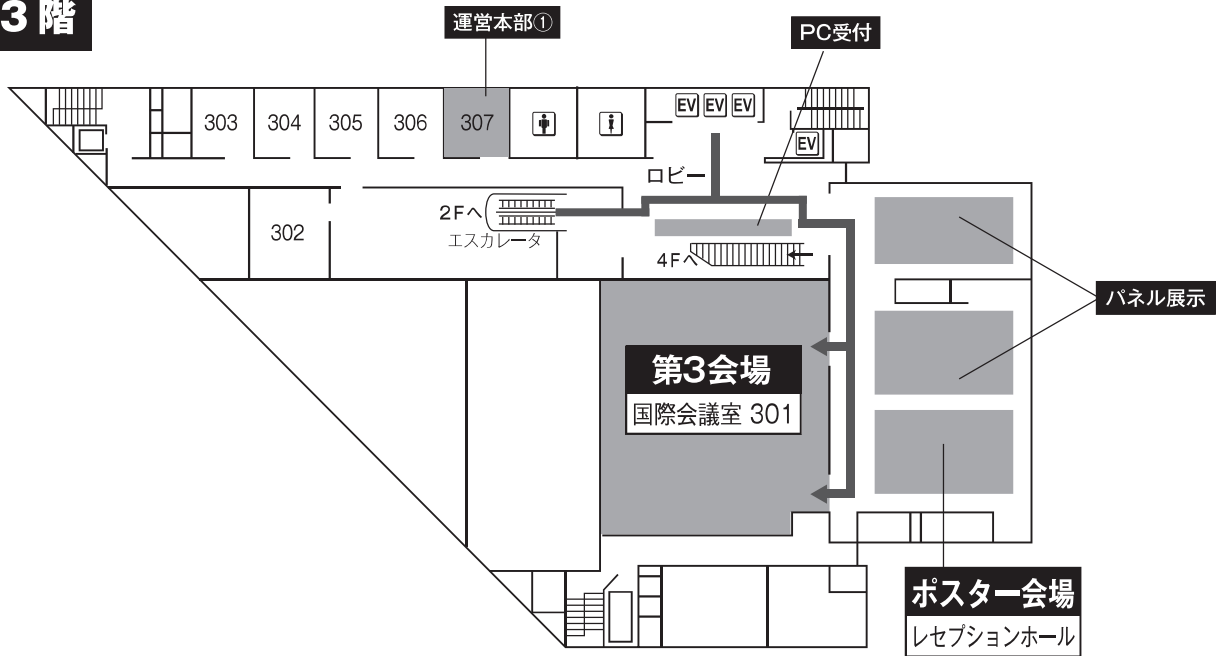 3階
運営本部①
PC受付
EV EV EV
303 304 305 306 307
EV
ロビー
2Fへ
エスカレータ
302
4Fへ
パネル展示
第3会場
国際会議室 301
ポスター会場
レセプションホール